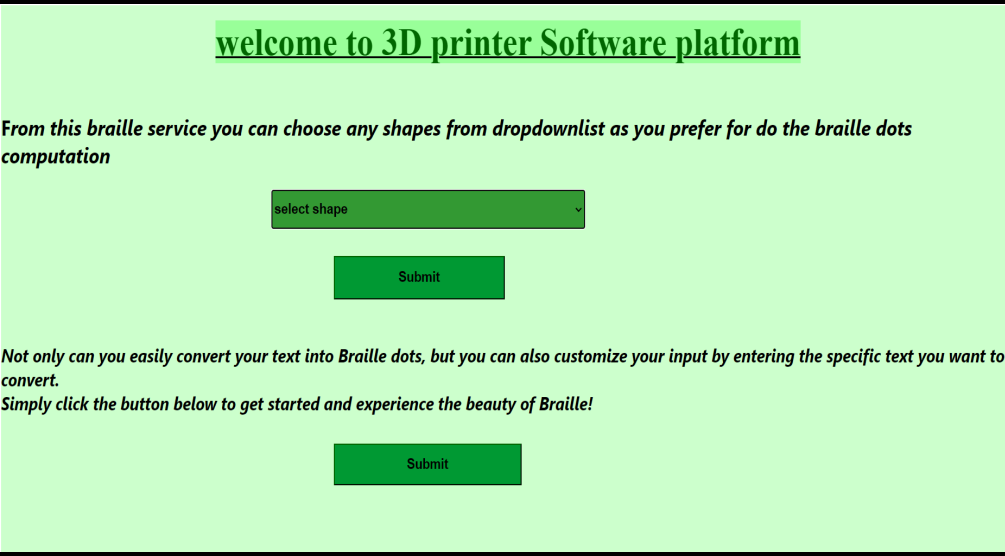 welcome to 3D printer Software platform
From this braille service you can choose any shapes from dropdownlist as you prefer for do the braille dots
computation
select shape
Submit
Not only can you easily convert your text into Braille dots, but you can also customize your input by entering the specific text you want to
convert.
Simply click the button below to get started and experience the beauty of Braille!
Submit